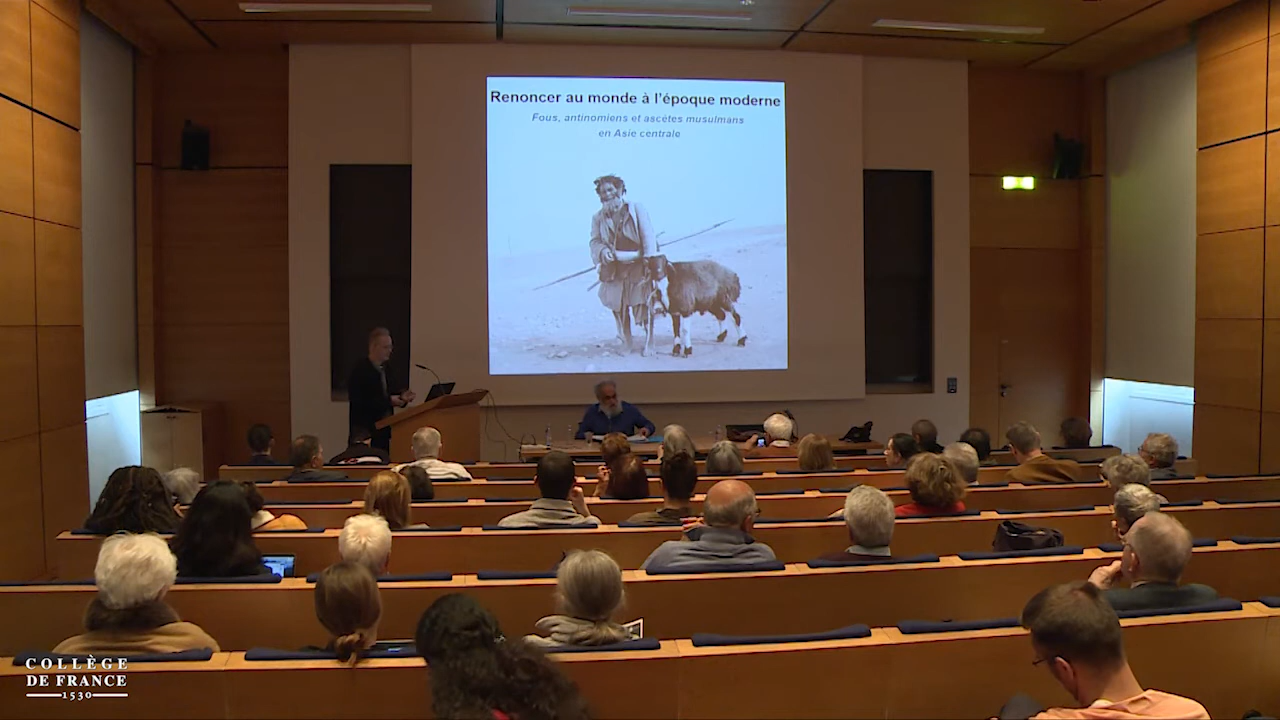 Renoncer au monde à l'époque moderne
Fous, antinomiens et ascètes musulmans
en Asie centrale
COLLÈGE
DE FRANCE
1530